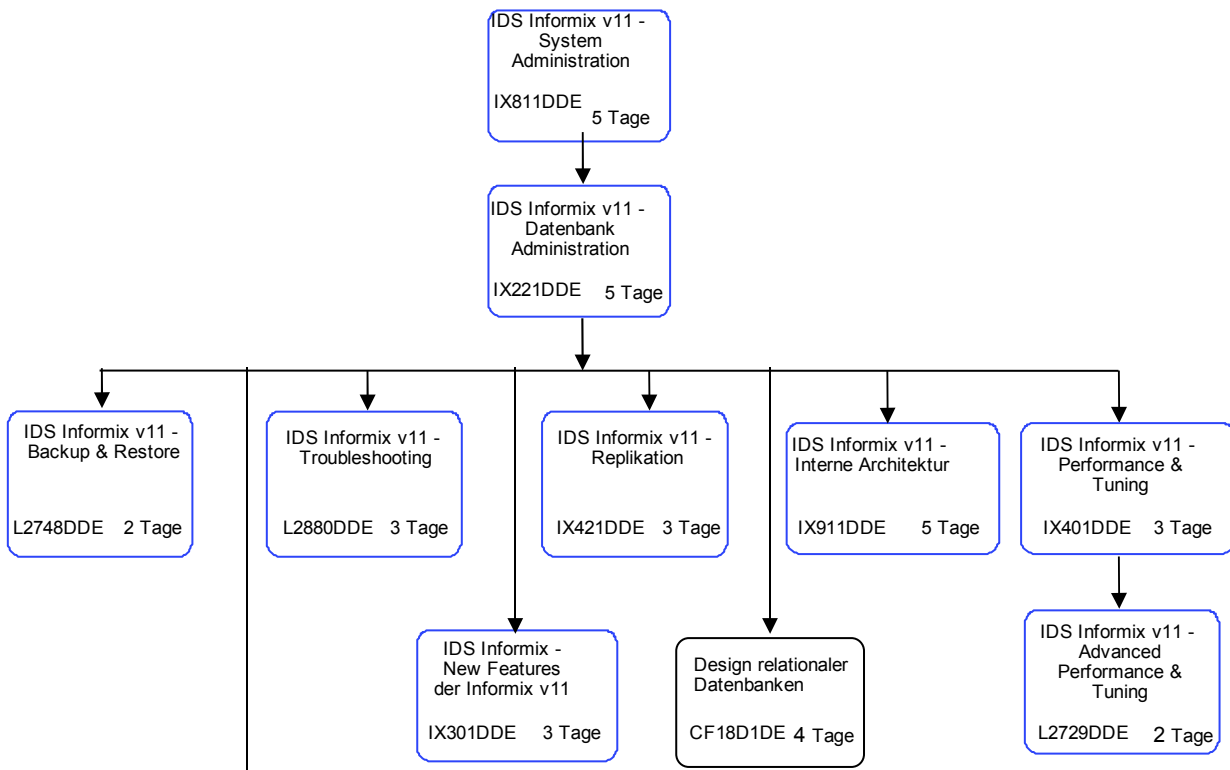 IDS Informix v11 -
System
Administration
IX811DDE
5 Tage
IDS Informix v11 -
Datenbank
Administration
IX221DDE 5 Tage
IDS Informix v11 -
Backup & Restore
L2748DDE 2 Tage
IDS Informix v11 -
Troubleshooting
L2880DDE 3 Tage
IDS Informix v11 -
Replikation
IX421DDE 3 Tage
IDS Informix v11 -
Interne Architektur
IX911DDE 5 Tage
IDS Informix v11 -
Performance &
Tuning
IX401DDE 3 Tage
IDS Informix -
New Features
der Informix v11
IX301DDE 3 Tage
Design relationaler
Datenbanken
CF18D1DE 4 Tage
IDS Informix v11 -
Advanced
Performance &
Tuning
L2729DDE 2 Tage